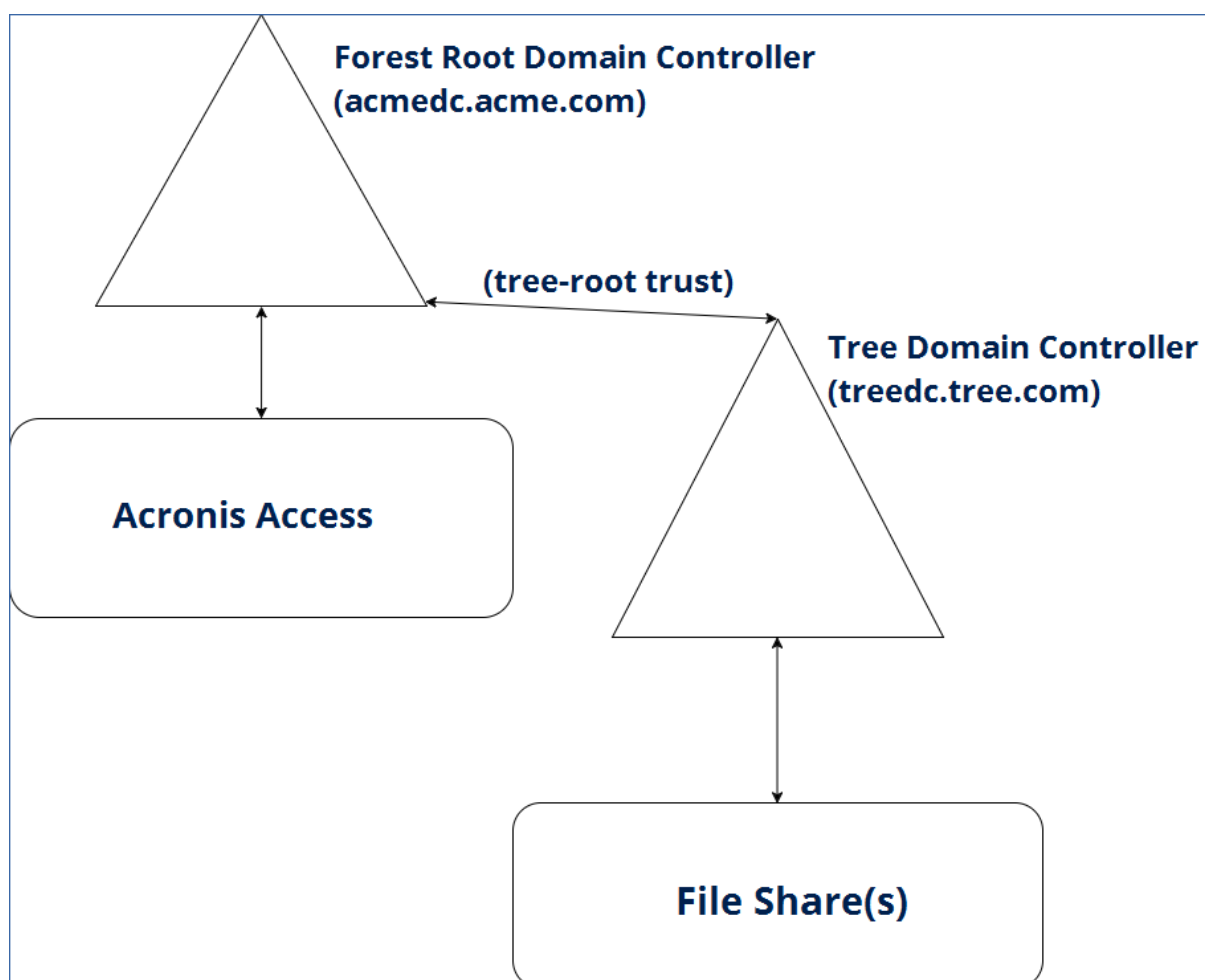 Forest Root Domain Controller
(acmedc.acme.com)
(tree-root trust)
Tree Domain Controller
(treedc.tree.com)
Acronis Access
File Share(s)